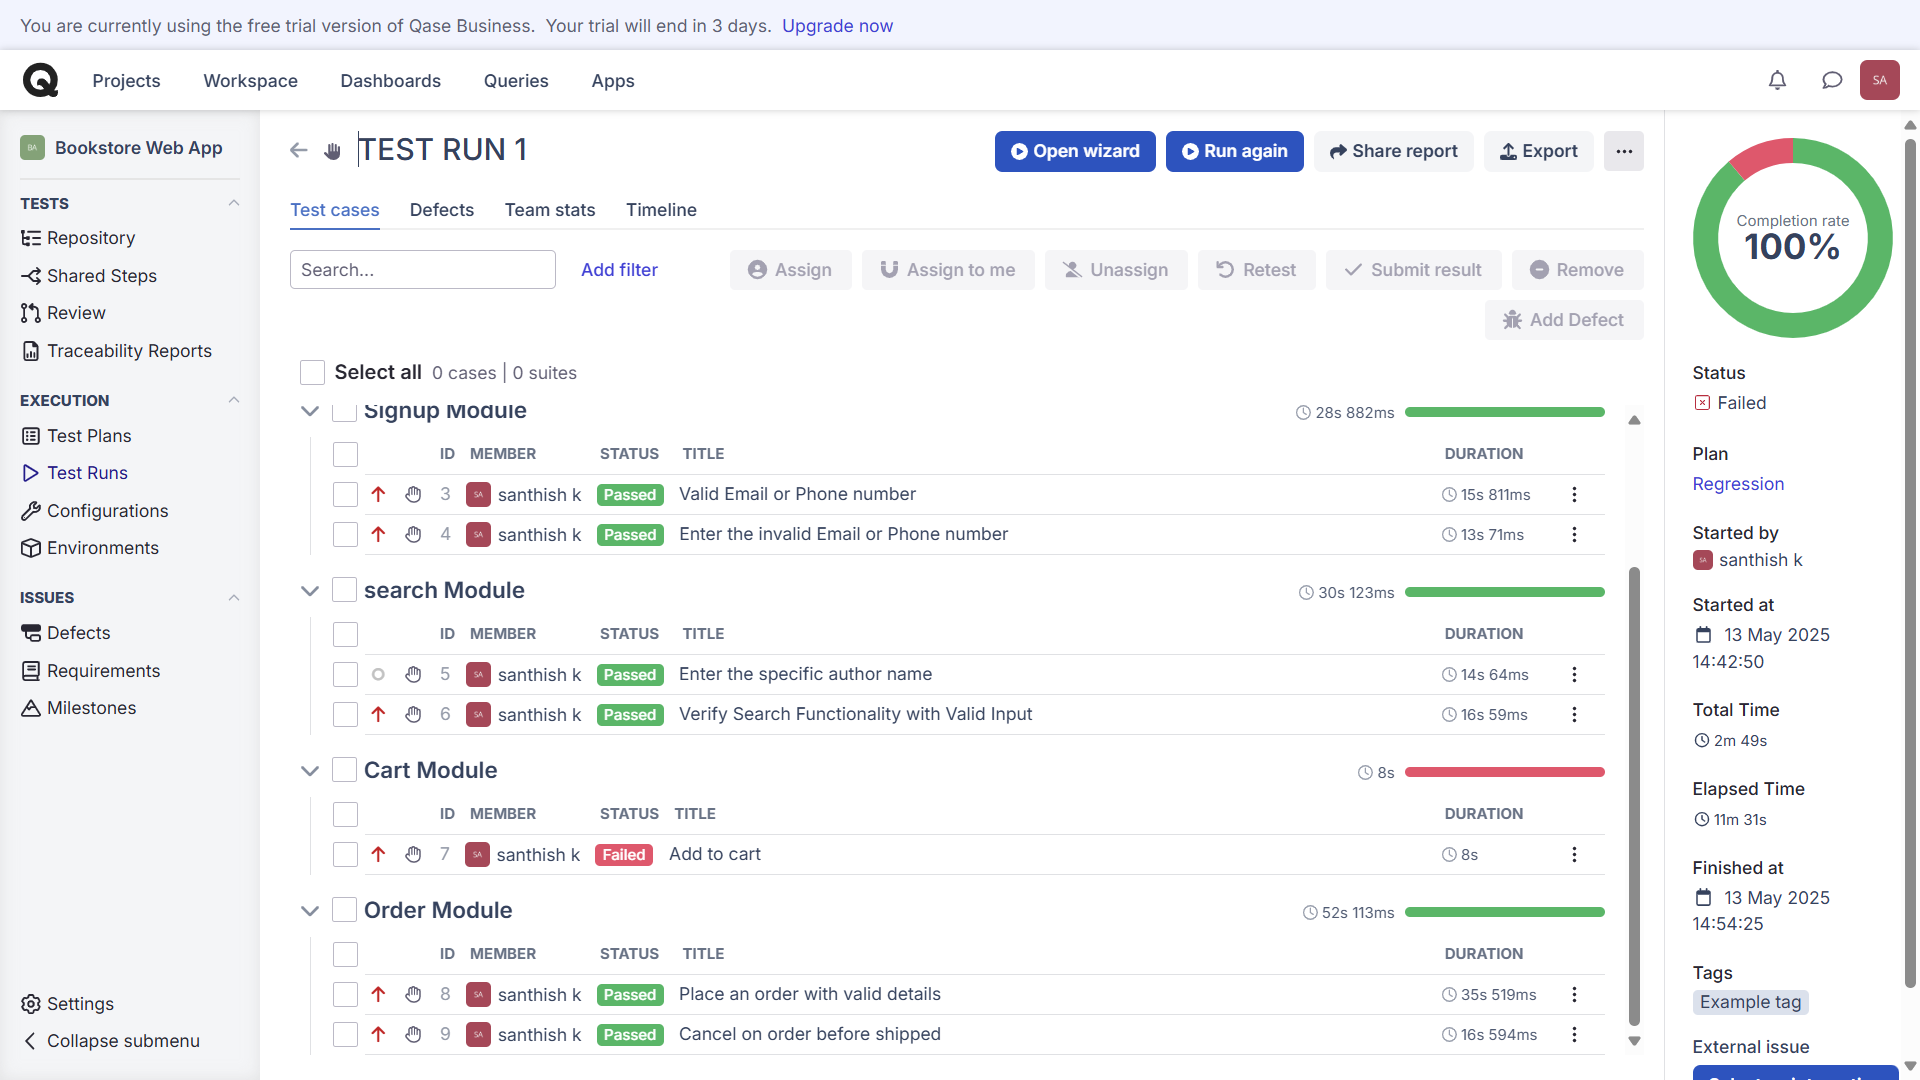 You are currently using the free trial version of Qase Business. Your trial will end in 3 days. Upgrade now
Projects Workspace Dashboards Queries Apps SA
BA Bookstore Web App
TESTS
Repository
Shared Steps
Review
Traceability Reports
EXECUTION
Test Plans
Test Runs
Configurations
Environments
ISSUES
Defects
Requirements
Milestones
Settings
Collapse submenu
TEST RUN 1
Open wizard Run again Share report Export
Test cases Defects Team stats Timeline
Search... Add filter Assign Assign to me Unassign Retest Submit result Remove
Add Defect
Select all 0 cases | 0 suites
Signup Module 28s 882ms
ID MEMBER STATUS TITLE DURATION
3 SA santhish k Passed Valid Email or Phone number 15s 811ms
4 SA santhish k Passed Enter the invalid Email or Phone number 13s 71ms
search Module 30s 123ms
ID MEMBER STATUS TITLE DURATION
5 SA santhish k Passed Enter the specific author name 14s 64ms
6 SA santhish k Passed Verify Search Functionality with Valid Input 16s 59ms
Cart Module 8s
ID MEMBER STATUS TITLE DURATION
7 SA santhish k Failed Add to cart 8s
Order Module 52s 113ms
ID MEMBER STATUS TITLE DURATION
8 SA santhish k Passed Place an order with valid details 35s 519ms
9 SA santhish k Passed Cancel on order before shipped 16s 594ms
Completion rate
100%
Status
Failed
Plan
Regression
Started by
SA santhish k
Started at
13 May 2025
14:42:50
Total Time
2m 49s
Elapsed Time
11m 31s
Finished at
13 May 2025
14:54:25
Tags
Example tag
External issue